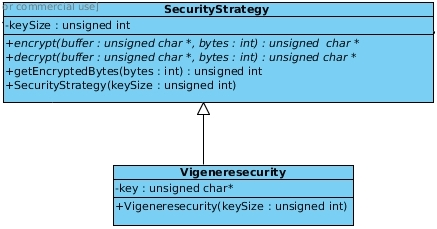 or commercial use]
SecurityStrategy
-keySize : unsigned int
+encrypt(buffer : unsigned char *, bytes : int) : unsigned char *
+decrypt(buffer : unsigned char *, bytes : int) : unsigned char *
+getEncryptedBytes(bytes : int) : unsigned int
+SecurityStrategy(keySize : unsigned int)
Vigeneresecurity
-key : unsigned char*
+Vigeneresecurity(keySize : unsigned int)